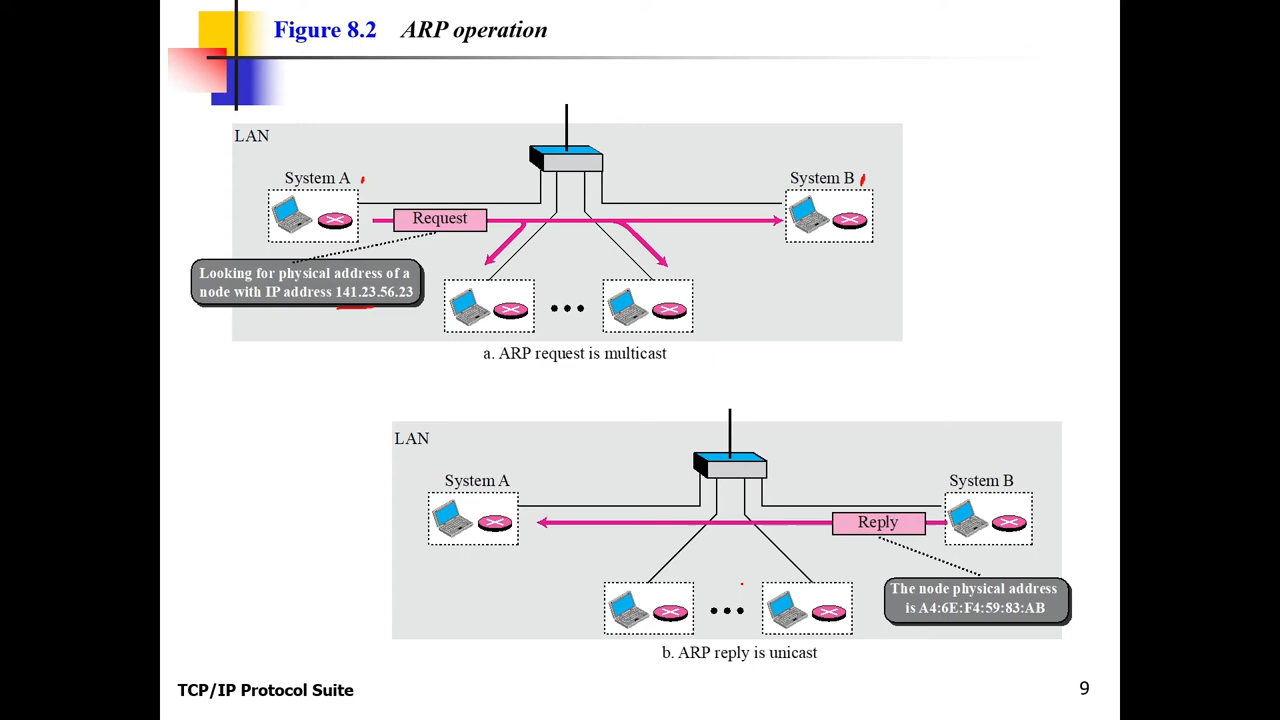 Figure 8.2 ARP operation
LAN
System A
System B
Request
Looking for physical address of a
node with IP address 141.23.56.23
a. ARP request is multicast
LAN
System A
System B
Reply
The node physical address
is A4:6E:F4:59:83:AB
b. ARP reply is unicast
TCP/IP Protocol Suite
9